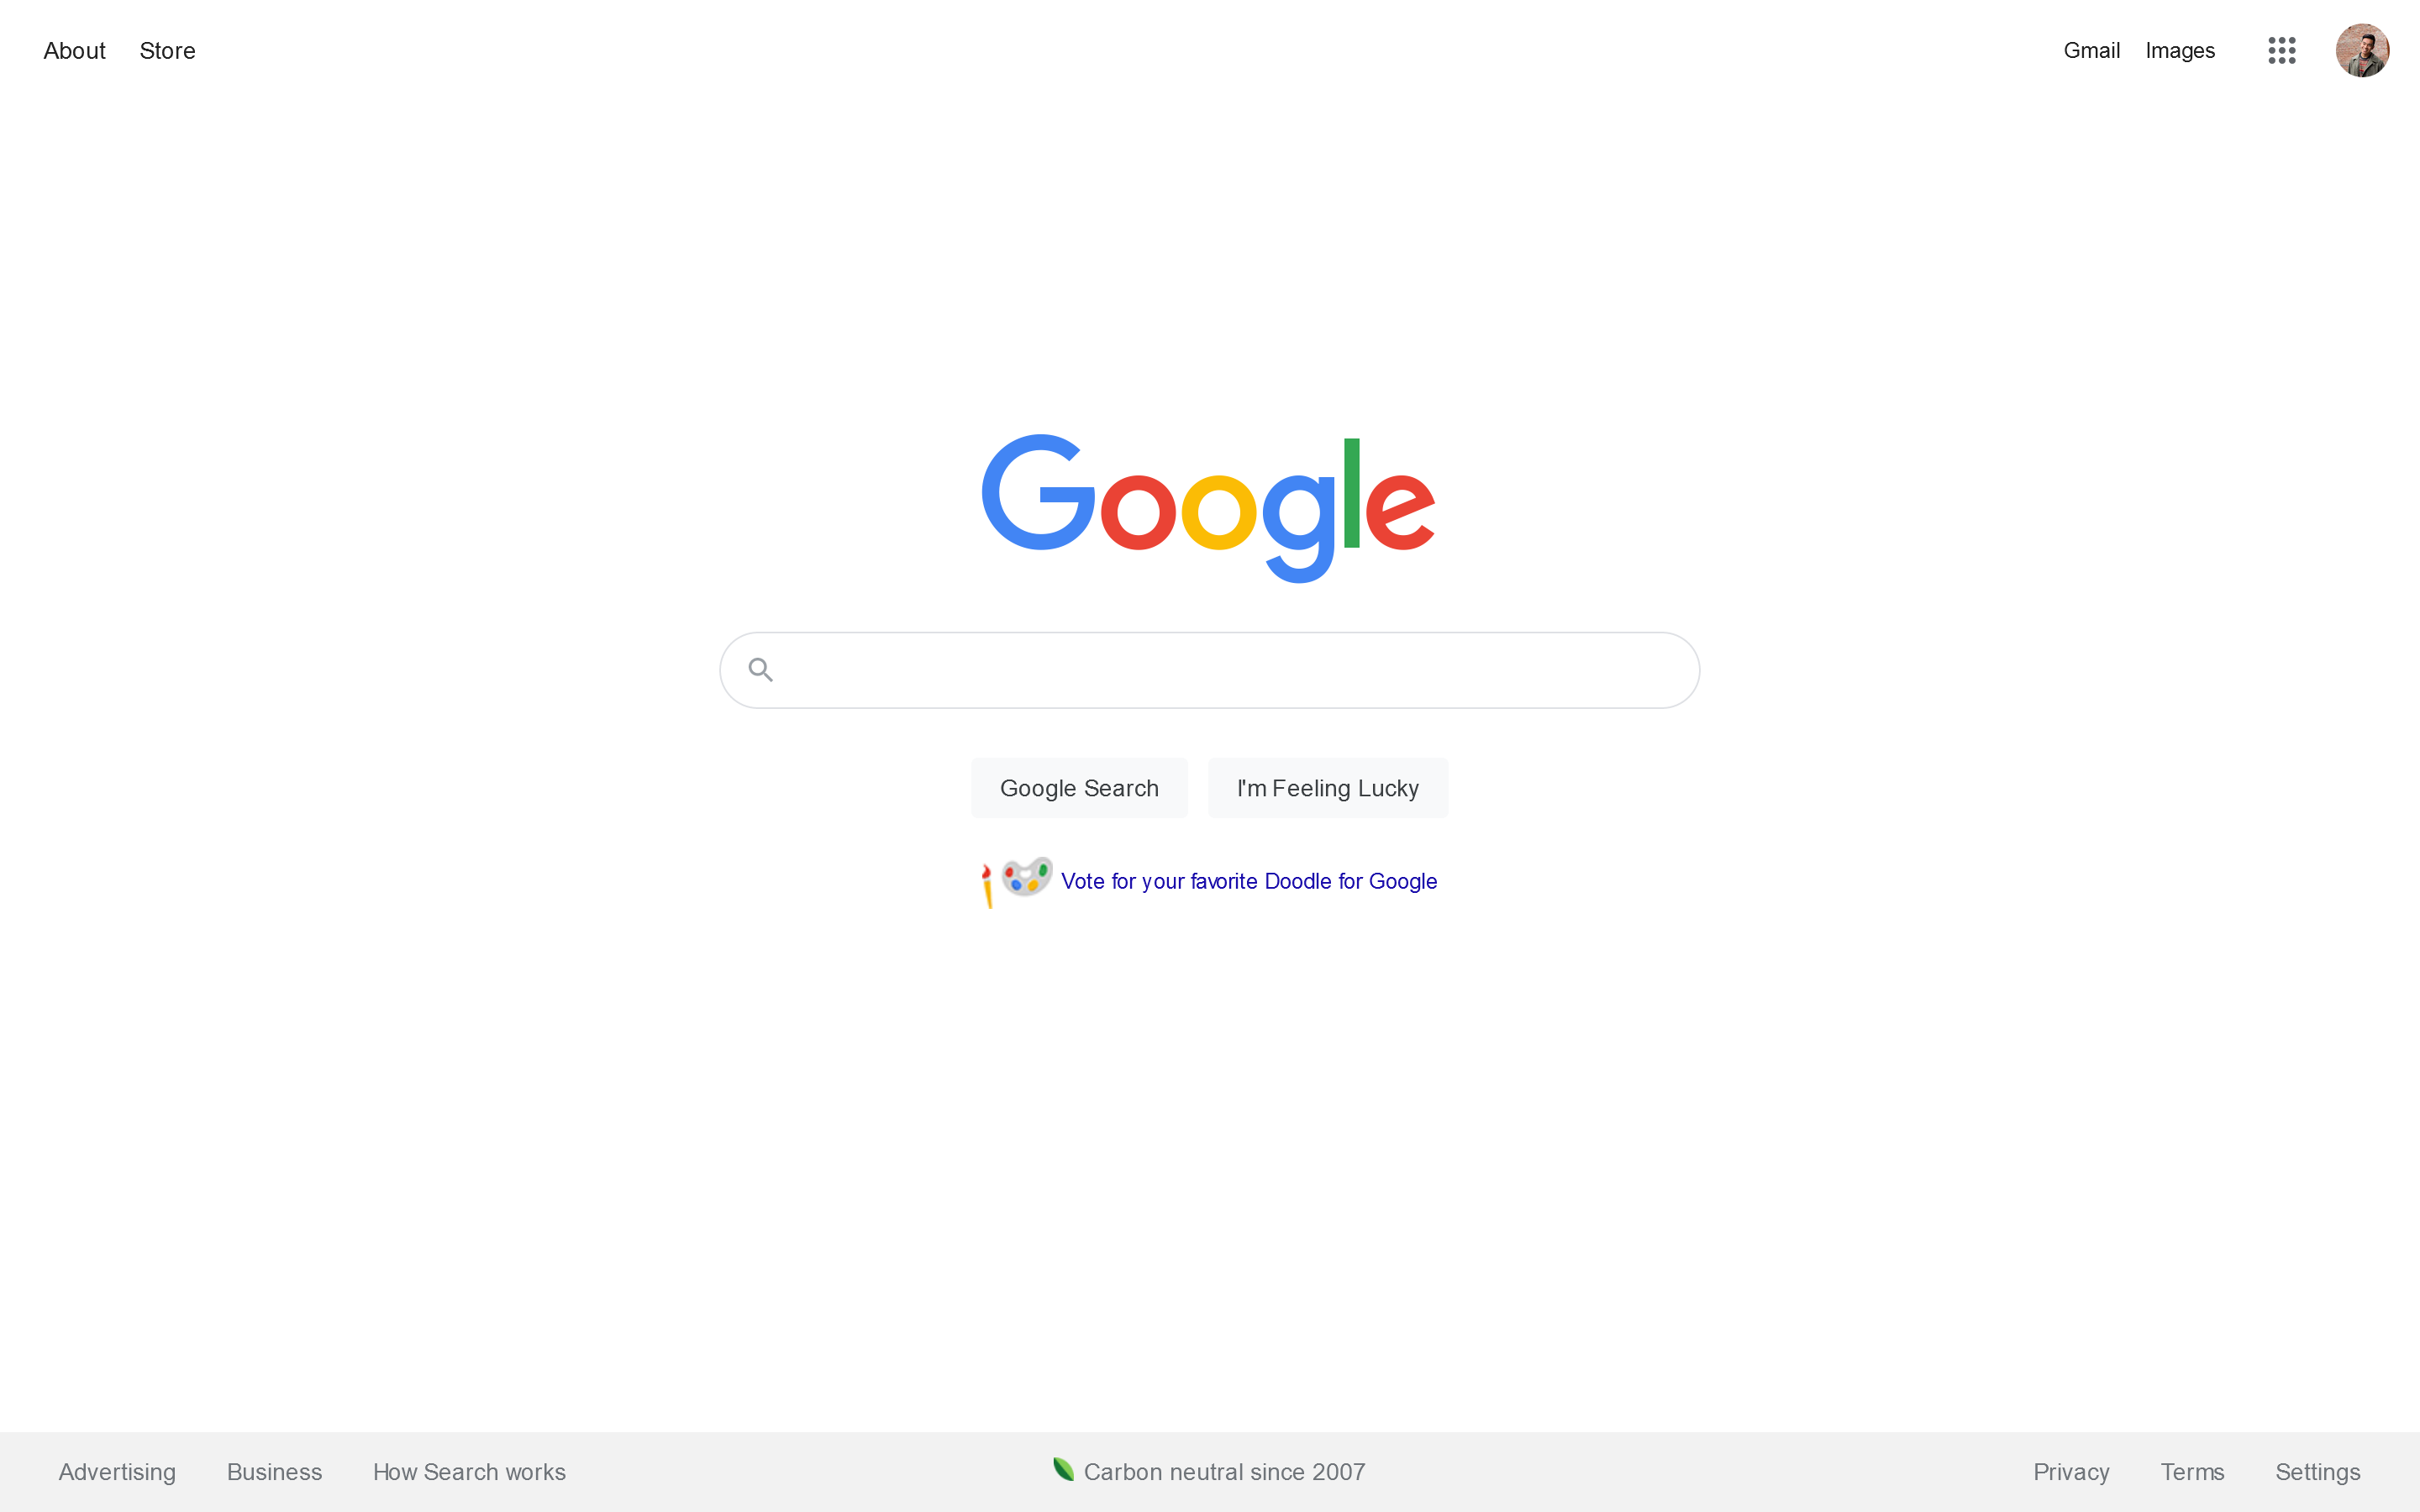 About Store Gmail Images
Google
Google Search I'm Feeling Lucky
Vote for your favorite Doodle for Google
Advertising Business How Search works Carbon neutral since 2007 Privacy Terms Settings